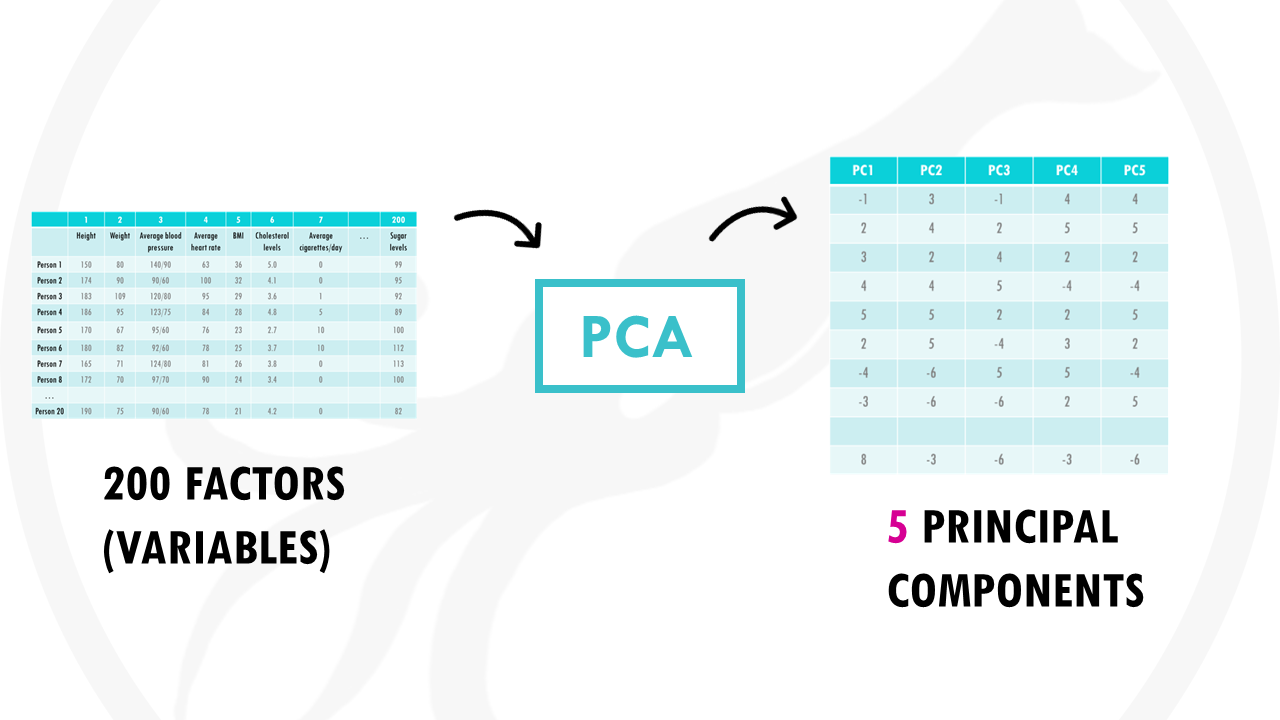 1 2 3 4 5 6 7 200
Height Weight Average blood pressure Average heart rate BMI Cholesterol levels Average cigarettes/day ... Sugar levels
Person 1 150 80 140/90 63 36 5.0 0 99
Person 2 174 90 90/60 100 32 4.1 0 95
Person 3 183 109 120/80 95 29 3.6 1 92
Person 4 186 95 123/75 84 28 4.8 5 89
Person 5 170 67 95/60 76 23 2.7 10 100
Person 6 180 82 92/60 78 25 3.7 10 112
Person 7 165 71 124/80 81 26 3.8 0 113
Person 8 172 70 97/70 90 24 3.4 0 100
...
Person 20 190 75 90/60 78 21 4.2 0 82
200 FACTORS
(VARIABLES)
PCA
PC1 PC2 PC3 PC4 PC5
-1 3 -1 4 4
2 4 2 5 5
3 2 4 2 2
4 4 5 -4 -4
5 5 2 2 5
2 5 -4 3 2
-4 -6 5 5 -4
-3 -6 -6 2 5
8 -3 -6 -3 -6
5 PRINCIPAL
COMPONENTS